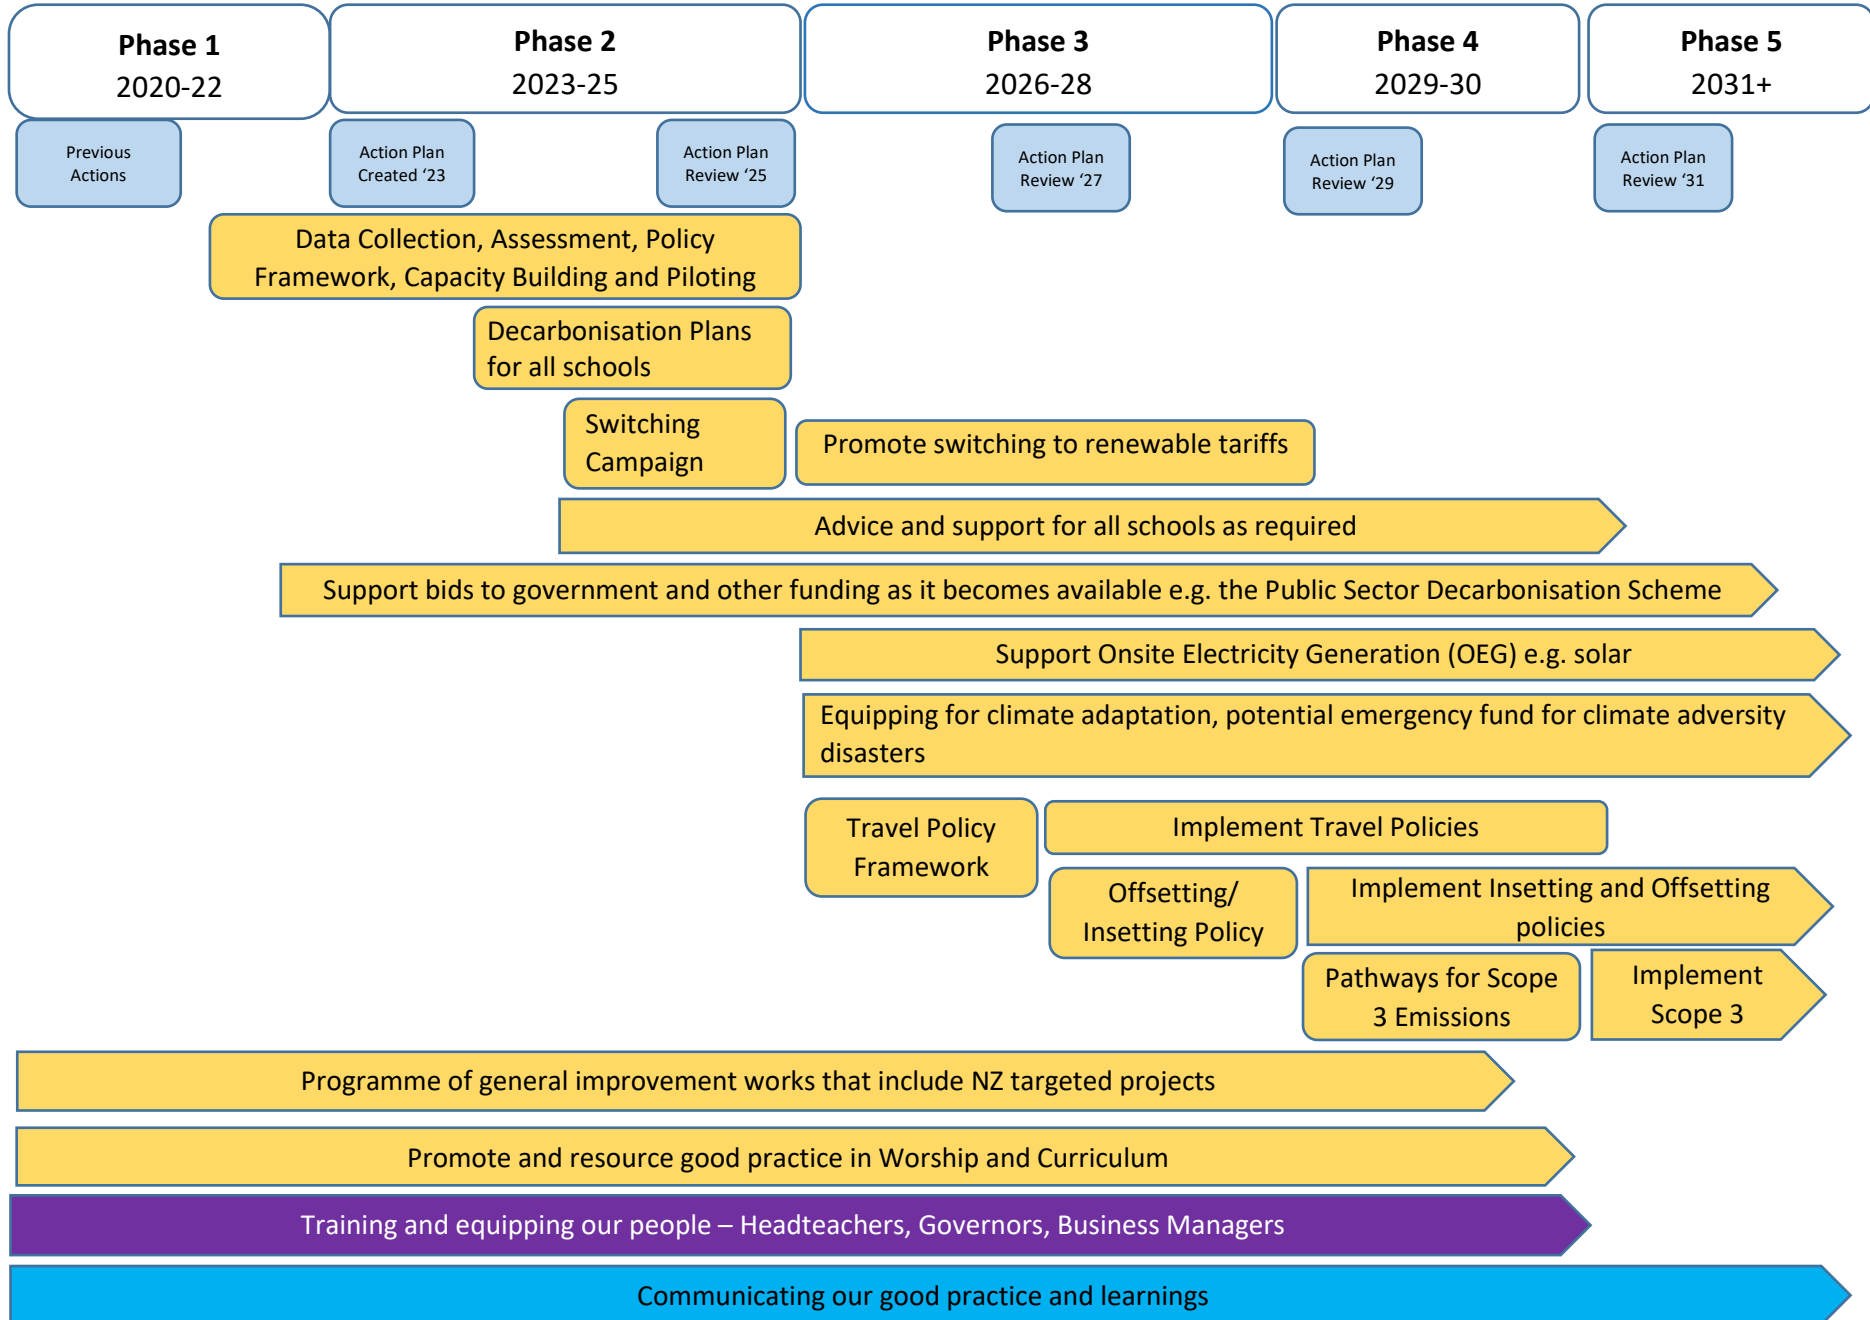 Phase 1
2020-22
Phase 2
2023-25
Phase 3
2026-28
Phase 4
2029-30
Phase 5
2031+
Previous
Actions
Action Plan
Created ‘23
Action Plan
Review ‘25
Action Plan
Review ‘27
Action Plan
Review ‘29
Action Plan
Review ‘31
Data Collection, Assessment, Policy
Framework, Capacity Building and Piloting
Decarbonisation Plans
for all schools
Switching
Campaign
Promote switching to renewable tariffs
Advice and support for all schools as required
Support bids to government and other funding as it becomes available e.g. the Public Sector Decarbonisation Scheme
Support Onsite Electricity Generation (OEG) e.g. solar
Equipping for climate adaptation, potential emergency fund for climate adversity
disasters
Travel Policy
Framework
Implement Travel Policies
Offsetting/
Insetting Policy
Implement Insetting and Offsetting
policies
Pathways for Scope
3 Emissions
Implement
Scope 3
Programme of general improvement works that include NZ targeted projects
Promote and resource good practice in Worship and Curriculum
Training and equipping our people – Headteachers, Governors, Business Managers
Communicating our good practice and learnings